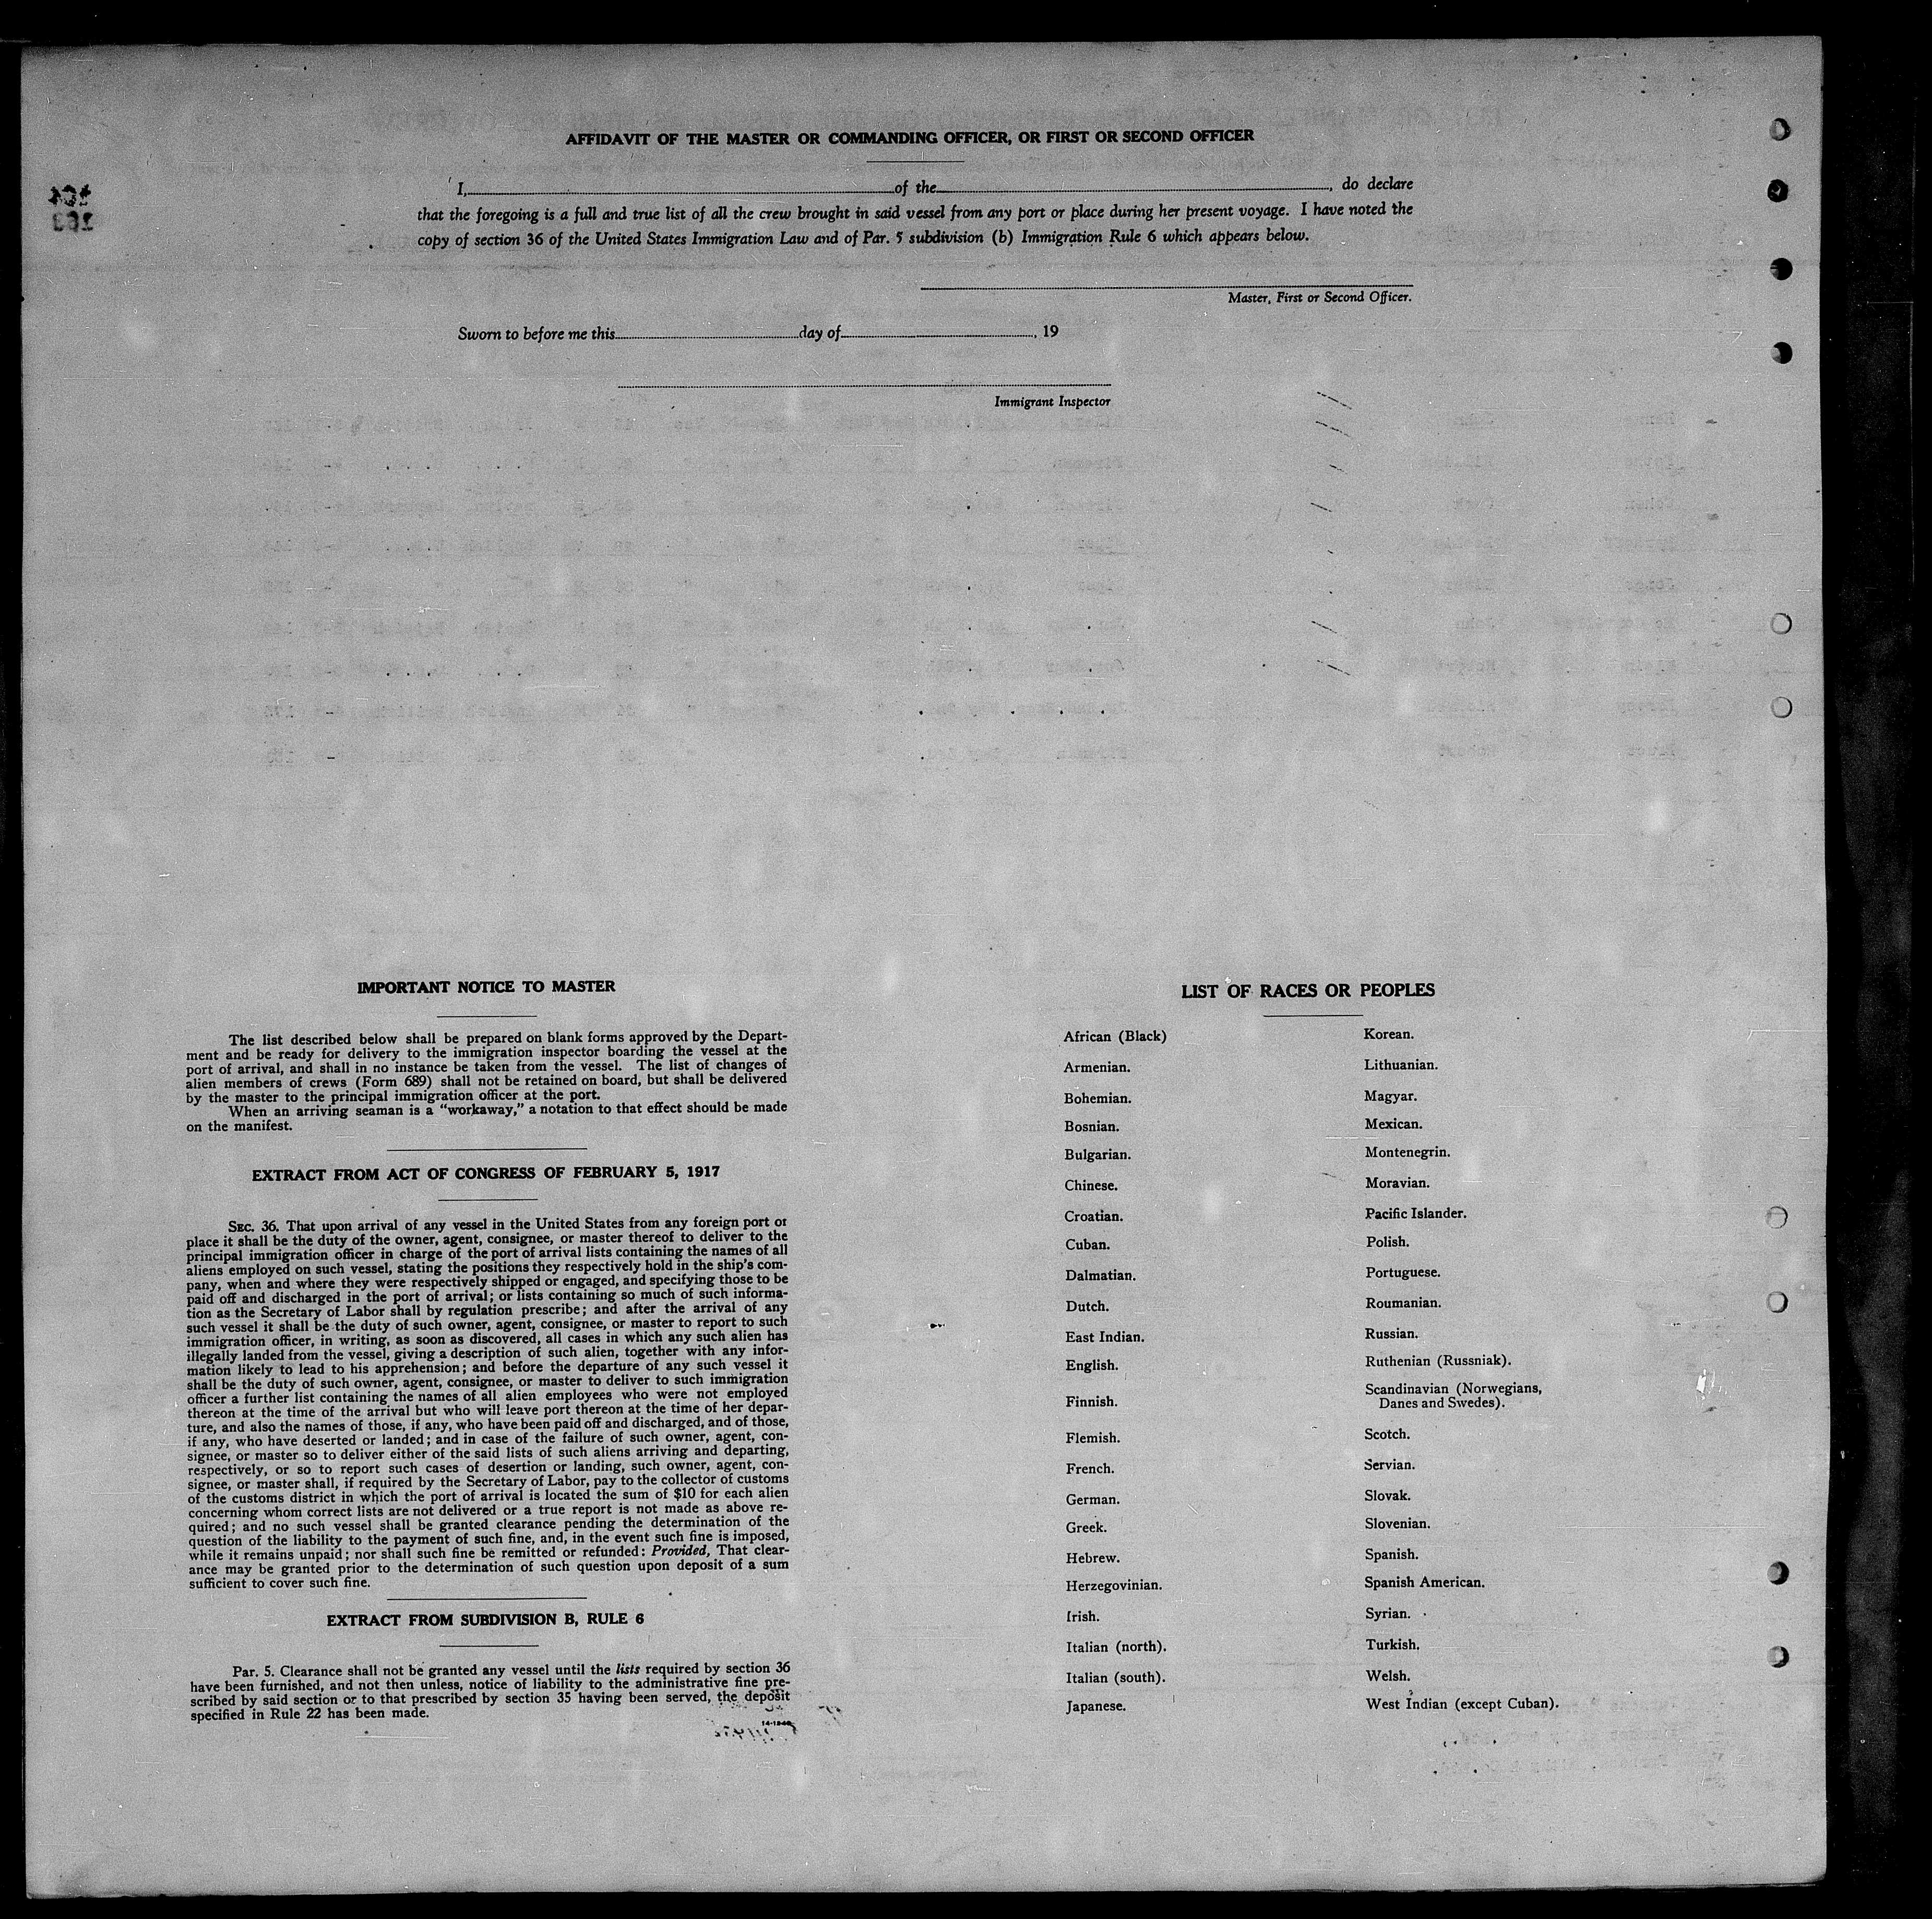 AFFIDAVIT OF THE MASTER OR COMMANDING OFFICER, OR FIRST OR SECOND OFFICER
I, of the , do declare
that the foregoing is a full and true list of all the crew brought in said vessel from any port or place during her present voyage. I have noted the
copy of section 36 of the United States Immigration Law and of Par. 5 subdivision (b) Immigration Rule 6 which appears below.
Master, First or Second Officer.
Sworn to before me this day of , 19
Immigrant Inspector
IMPORTANT NOTICE TO MASTER
The list described below shall be prepared on blank forms approved by the Depart-
ment and be ready for delivery to the immigration inspector boarding the vessel at the
port of arrival, and shall in no instance be taken from the vessel. The list of changes of
alien members of crews (Form 689) shall not be retained on board, but shall be delivered
by the master to the principal immigration officer at the port.
When an arriving seaman is a "workaway," a notation to that effect should be made
on the manifest.
EXTRACT FROM ACT OF CONGRESS OF FEBRUARY 5, 1917
SEC. 36. That upon arrival of any vessel in the United States from any foreign port or
place it shall be the duty of the owner, agent, consignee, or master thereof to deliver to the
principal immigration officer in charge of the port of arrival lists containing the names of all
aliens employed on such vessel, stating the positions they respectively hold in the ship's com-
pany, when and where they were respectively shipped or engaged, and specifying those to be
paid off and discharged in the port of arrival; or lists containing so much of such informa-
tion as the Secretary of Labor shall by regulation prescribe; and after the arrival of any
such vessel it shall be the duty of such owner, agent, consignee, or master to report to such
immigration officer, in writing, as soon as discovered, all cases in which any such alien has
illegally landed from the vessel, giving a description of such alien, together with any infor-
mation likely to lead to his apprehension; and before the departure of any such vessel it
shall be the duty of such owner, agent, consignee, or master to deliver to such immigration
officer a further list containing the names of all alien employees who were not employed
thereon at the time of the arrival but who will leave port thereon at the time of her depar-
ture, and also the names of those, if any, who have been paid off and discharged, and of those,
if any, who have deserted or landed; and in case of the failure of such owner, agent, con-
signee, or master so to deliver either of the said lists of such aliens arriving and departing,
respectively, or so to report such cases of desertion or landing, such owner, agent, con-
signee, or master shall, if required by the Secretary of Labor, pay to the collector of customs
of the customs district in which the port of arrival is located the sum of $10 for each alien
concerning whom correct lists are not delivered or a true report is not made as above re-
quired; and no such vessel shall be granted clearance pending the determination of the
question of the liability to the payment of such fine, and, in the event such fine is imposed,
while it remains unpaid; nor shall such fine be remitted or refunded: Provided, That clear-
ance may be granted prior to the determination of such question upon deposit of a sum
sufficient to cover such fine.
EXTRACT FROM SUBDIVISION B, RULE 6
Par. 5. Clearance shall not be granted any vessel until the lists required by section 36
have been furnished, and not then unless, notice of liability to the administrative fine pre-
scribed by said section or to that prescribed by section 35 having been served, the deposit
specified in Rule 22 has been made.
LIST OF RACES OR PEOPLES
African (Black)
Armenian.
Bohemian.
Bosnian.
Bulgarian.
Chinese.
Croatian.
Cuban.
Dalmatian.
Dutch.
East Indian.
English.
Finnish.
Flemish.
French.
German.
Greek.
Hebrew.
Herzegovinian.
Irish.
Italian (north).
Italian (south).
Japanese.
Korean.
Lithuanian.
Magyar.
Mexican.
Montenegrin.
Moravian.
Pacific Islander.
Polish.
Portuguese.
Roumanian.
Russian.
Ruthenian (Russniak).
Scandinavian (Norwegians,
Danes and Swedes).
Scotch.
Servian.
Slovak.
Slovenian.
Spanish.
Spanish American.
Syrian.
Turkish.
Welsh.
West Indian (except Cuban).